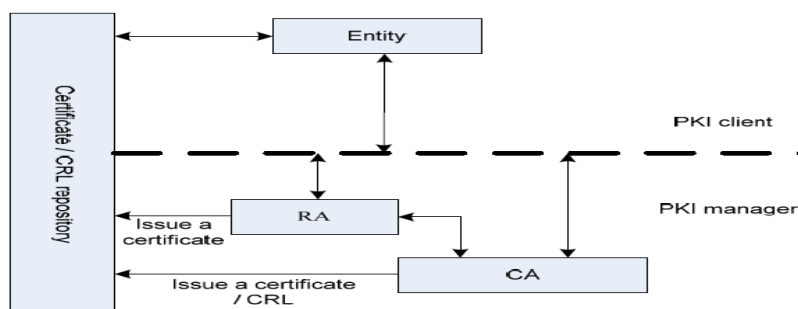 Entity
Certificate / CRL repository
PKI client
PKI manager
RA
Issue a
certificate
CA
Issue a certificate
/ CRL